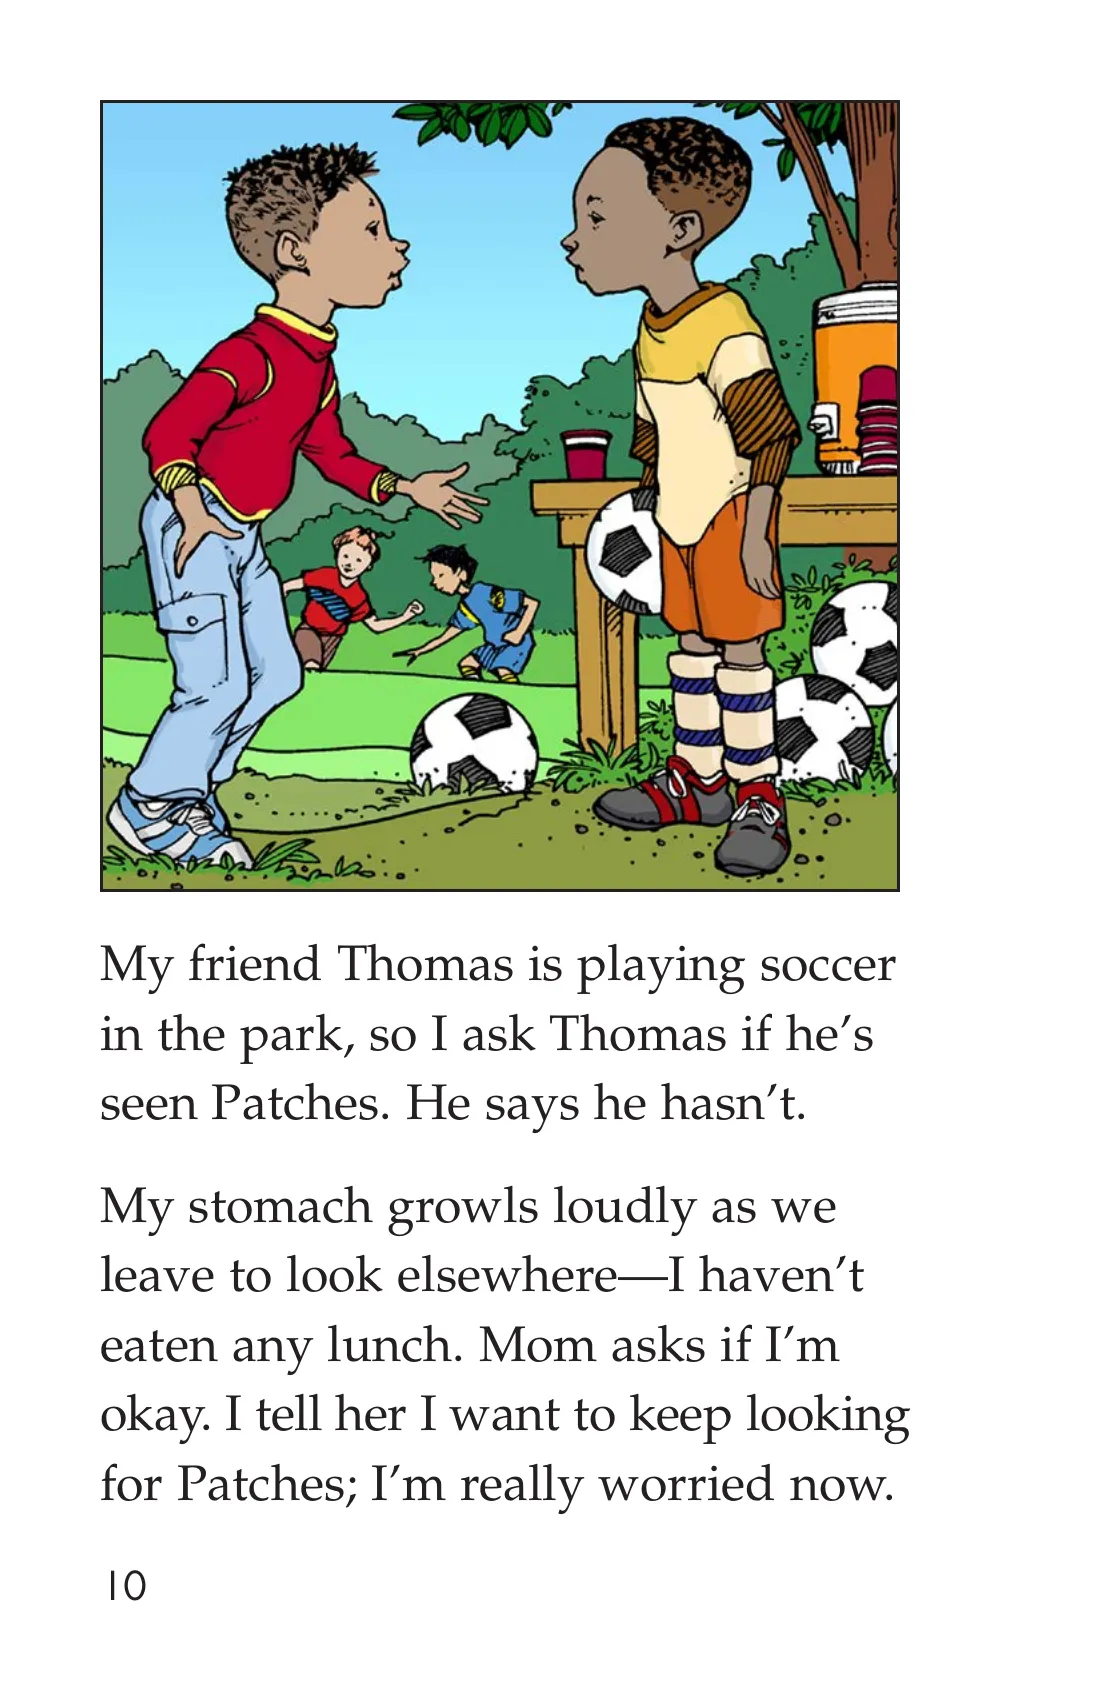 My friend Thomas is playing soccer
in the park, so I ask Thomas if he’s
seen Patches. He says he hasn’t.
My stomach growls loudly as we
leave to look elsewhere—I haven’t
eaten any lunch. Mom asks if I’m
okay. I tell her I want to keep looking
for Patches; I’m really worried now.
10